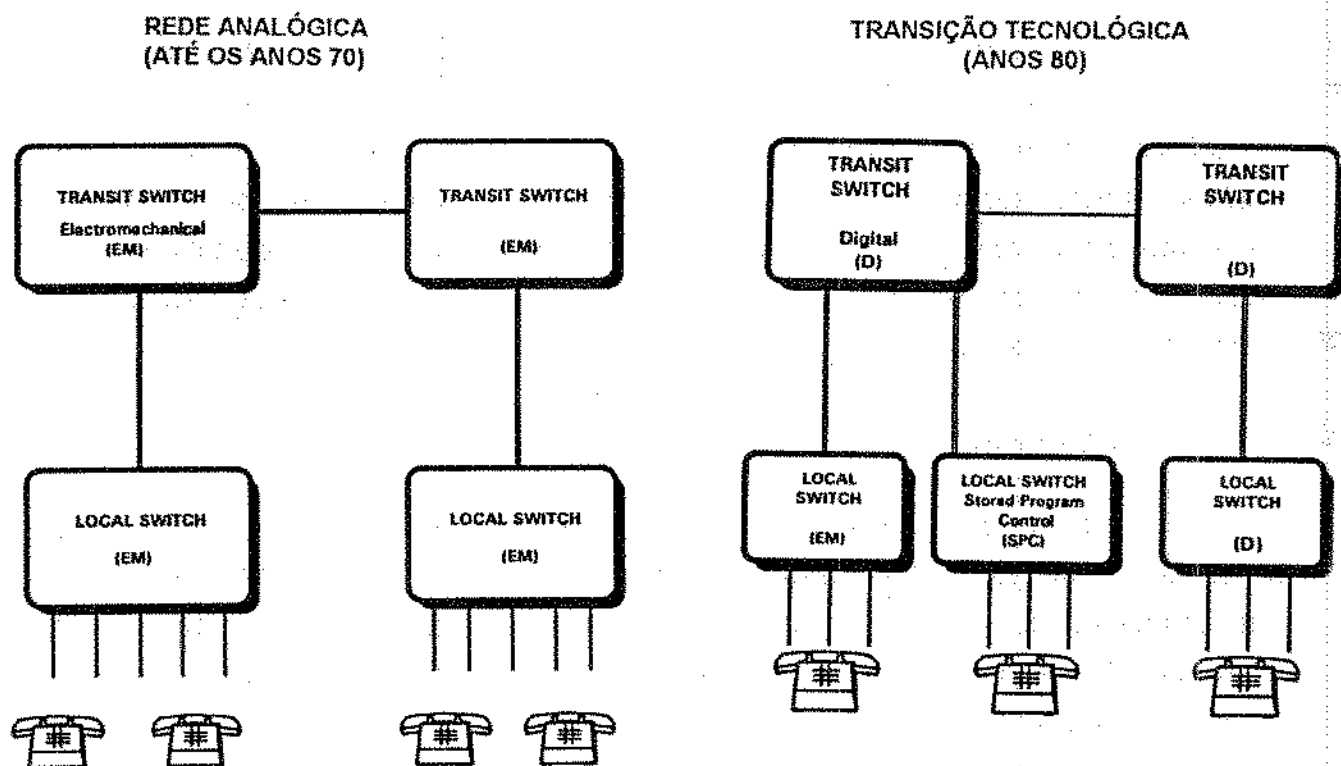 REDE ANALÓGICA
(ATÉ OS ANOS 70)
TRANSIT SWITCH
Electromechanical
(EM)
TRANSIT SWITCH
(EM)
LOCAL SWITCH
(EM)
LOCAL SWITCH
(EM)
TRANSIÇÃO TECNOLÓGICA
(ANOS 80)
TRANSIT
SWITCH
Digital
(D)
TRANSIT
SWITCH
(D)
LOCAL
SWITCH
(EM)
LOCAL SWITCH
Stored Program
Control
(SPC)
LOCAL
SWITCH
(D)